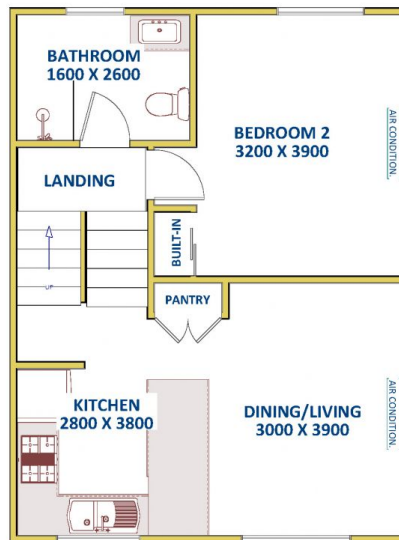 BATHROOM
1600 X 2600
BEDROOM 2
3200 X 3900
AIR CONDITION.
LANDING
BUILT-IN
UP
PANTRY
KITCHEN
2800 X 3800
DINING/LIVING
3000 X 3900
AIR CONDITION.